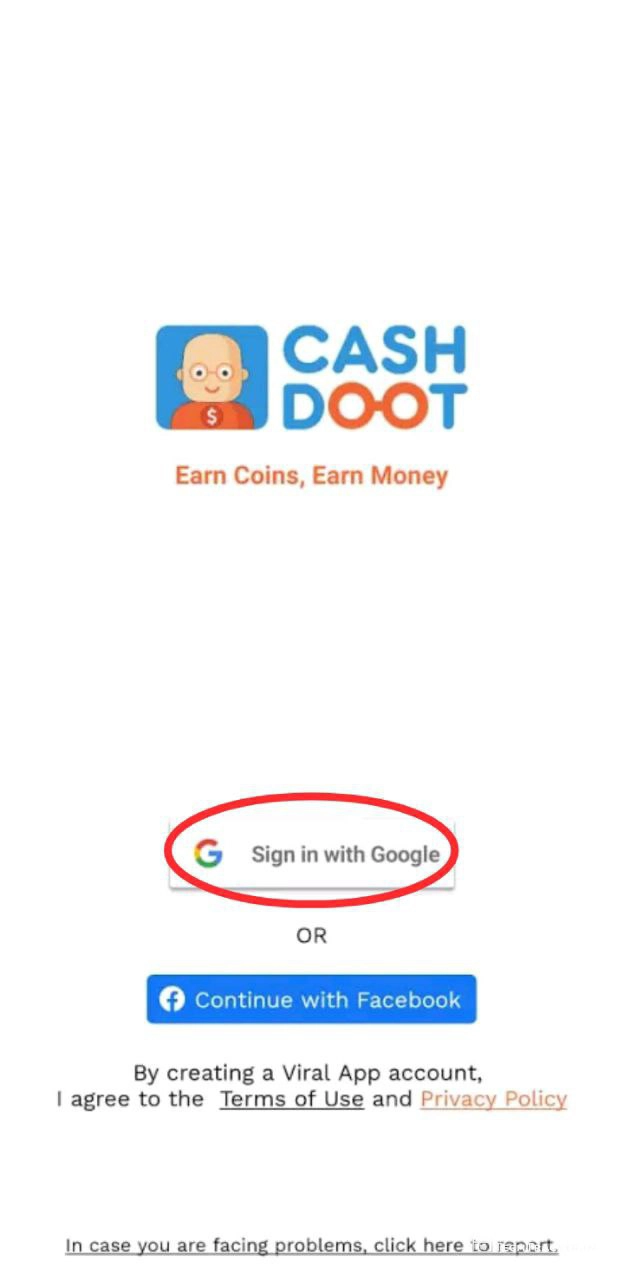 CASH
DOOT
Earn Coins, Earn Money
Sign in with Google
OR
Continue with Facebook
By creating a Viral App account,
I agree to the Terms of Use and Privacy Policy
In case you are facing problems, click here to report.